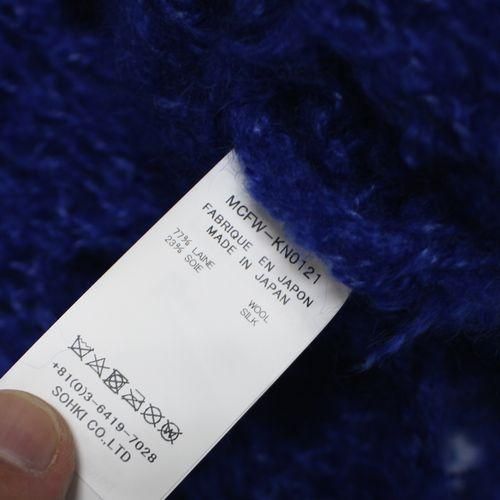 MCFW-KN0121
FABRIQUE EN JAPON
MADE IN JAPAN
77% LAINE WOOL
23% SOIE SILK
+81(0)3-6419-7028
SOHKI CO.,LTD